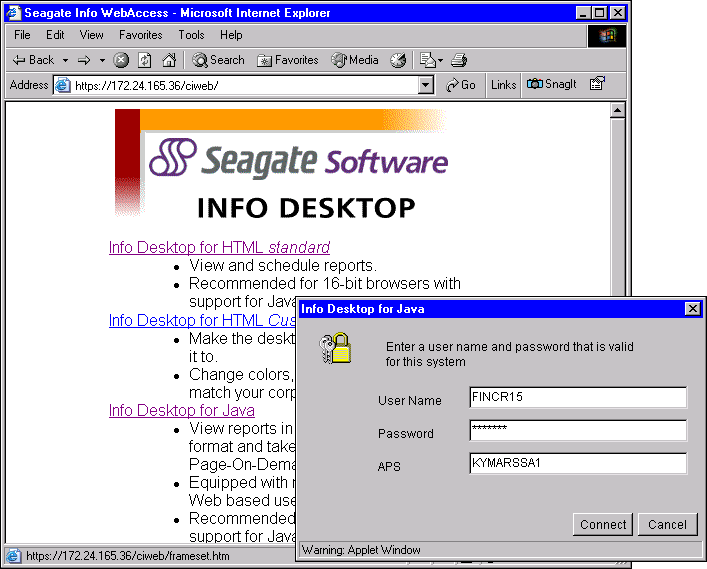 Seagate Info WebAccess - Microsoft Internet Explorer
File Edit View Favorites Tools Help
Back Search Favorites Media
Address https://172.24.165.36/ciweb/ Go Links SnagIt
Seagate Software
INFO DESKTOP
Info Desktop for HTML standard
• View and schedule reports.
• Recommended for 16-bit browsers with
support for Java
Info Desktop for HTML Cus
• Make the deskt
it to.
• Change colors,
match your corp
Info Desktop for Java
• View reports in
format and take
Page-On-Dema
• Equipped with
Web based use
• Recommended
support for Java
https://172.24.165.36/ciweb/frameset.htm
Info Desktop for Java
Enter a user name and password that is valid
for this system
User Name FINCR15
Password *******
APS KYMARSSA1
Connect Cancel
Warning: Applet Window